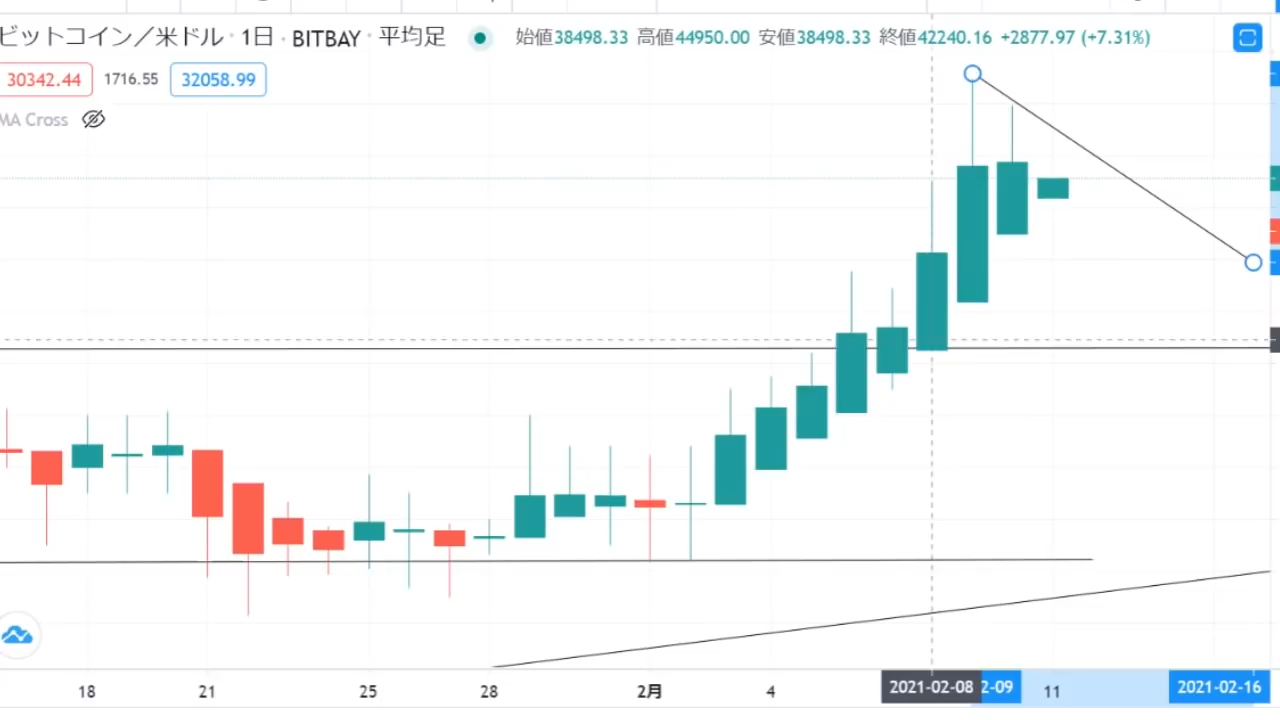 ビットコイン／米ドル・1日・BITBAY・平均足 始値38498.33 高値44950.00 安値38498.33 終値42240.16 +2877.97 (+7.31%)
30342.44 1716.55 32058.99
MA Cross
18 21 25 28 2月 4 2021-02-08 2-09 11 2021-02-16